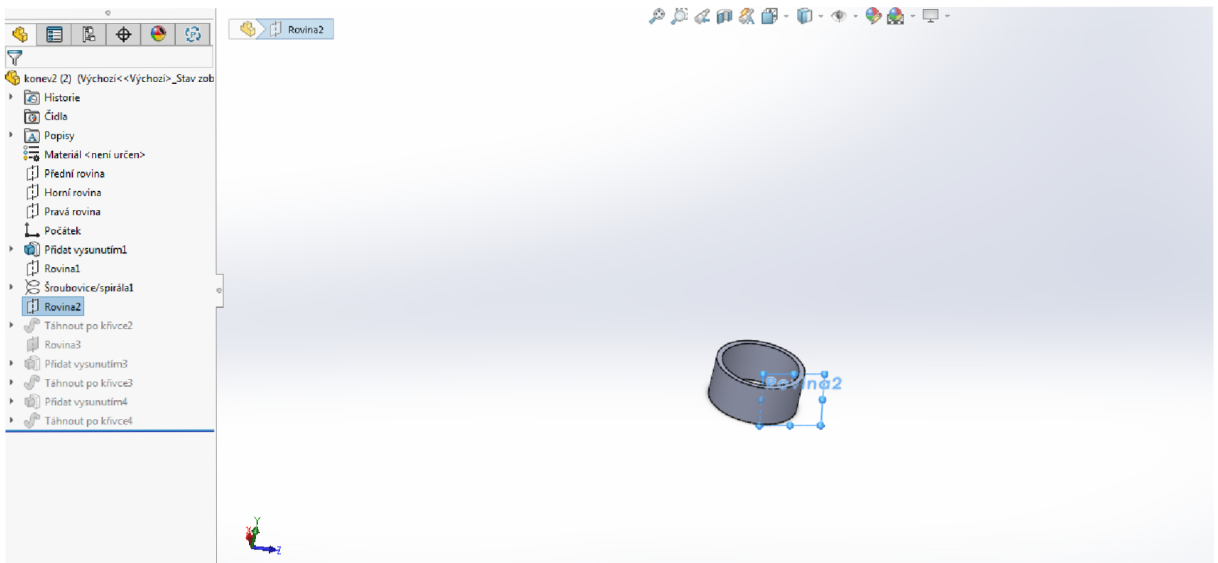 Rovina2
konev2 (2) (Výchozí<<Výchozí>_Stav zob
Historie
Čidla
Popisy
Materiál <není určen>
Přední rovina
Horní rovina
Pravá rovina
Počátek
Přidat vysunutím1
Rovina1
Šroubovice/spirála1
Rovina2
Táhnout po křivce2
Rovina3
Přidat vysunutím3
Táhnout po křivce3
Přidat vysunutím4
Táhnout po křivce4
Rovina2
Y
X
Z